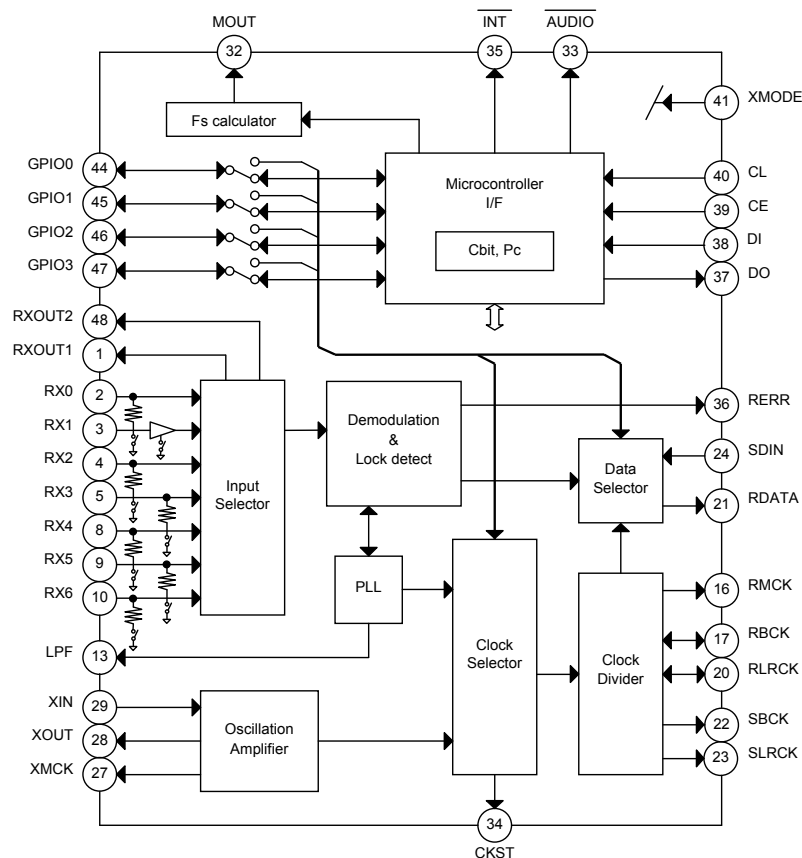 MOUT
INT
AUDIO
32
35
33
41
XMODE
Fs calculator
GPIO0
44
GPIO1
45
GPIO2
46
GPIO3
47
Microcontroller
I/F
Cbit, Pc
40
CL
39
CE
38
DI
37
DO
RXOUT2
48
RXOUT1
1
RX0
2
RX1
3
RX2
4
RX3
5
RX4
8
RX5
9
RX6
10
LPF
13
Input
Selector
Demodulation
&
Lock detect
PLL
Data
Selector
36
RERR
24
SDIN
21
RDATA
Clock
Selector
Clock
Divider
16
RMCK
17
RBCK
20
RLRCK
22
SBCK
23
SLRCK
XIN
29
XOUT
28
XMCK
27
Oscillation
Amplifier
34
CKST